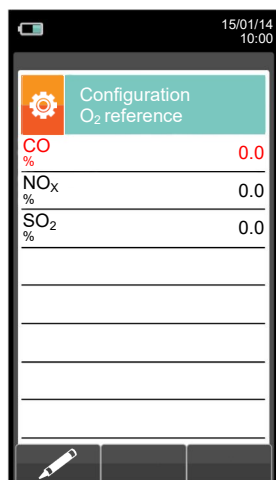 15/01/14
10:00
Configuration
O₂ reference
CO
% 0.0
NOX
% 0.0
SO₂
% 0.0